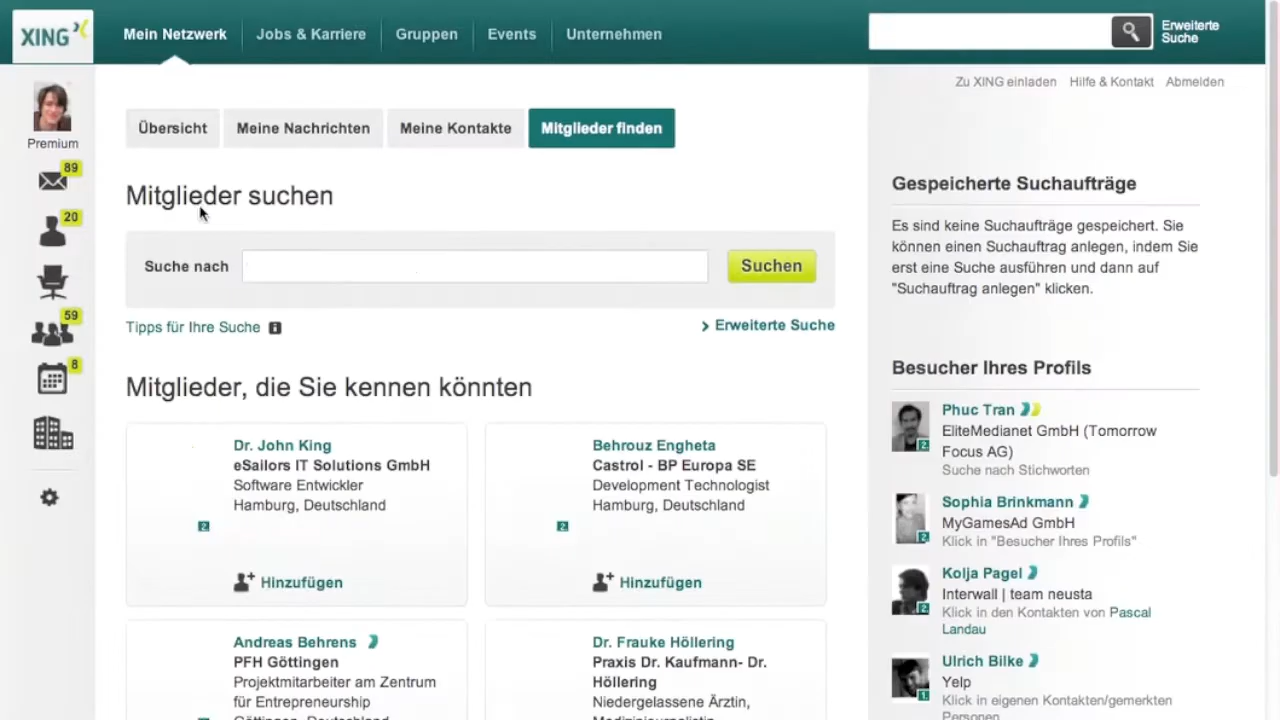 XING
Mein Netzwerk
Jobs & Karriere
Gruppen
Events
Unternehmen
Erweiterte
Suche
Zu XING einladen
Hilfe & Kontakt
Abmelden
Premium
89
20
59
8
Übersicht
Meine Nachrichten
Meine Kontakte
Mitglieder finden
Mitglieder suchen
Suche nach
Suchen
Tipps für Ihre Suche
Erweiterte Suche
Mitglieder, die Sie kennen könnten
Dr. John King
eSailors IT Solutions GmbH
Software Entwickler
Hamburg, Deutschland
2
Hinzufügen
Behrouz Engheta
Castrol - BP Europa SE
Development Technologist
Hamburg, Deutschland
2
Hinzufügen
Andreas Behrens
PFH Göttingen
Projektmitarbeiter am Zentrum
für Entrepreneurship
Göttingen, Deutschland
Dr. Frauke Höllering
Praxis Dr. Kaufmann- Dr.
Höllering
Niedergelassene Ärztin,
Medizinjournalistin
Gespeicherte Suchaufträge
Es sind keine Suchaufträge gespeichert. Sie
können einen Suchauftrag anlegen, indem Sie
erst eine Suche ausführen und dann auf
"Suchauftrag anlegen" klicken.
Besucher Ihres Profils
Phuc Tran
EliteMedianet GmbH (Tomorrow
Focus AG)
Suche nach Stichworten
2
Sophia Brinkmann
MyGamesAd GmbH
Klick in "Besucher Ihres Profils"
2
Kolja Pagel
Interwall | team neusta
Klick in den Kontakten von Pascal
Landau
2
Ulrich Bilke
Yelp
Klick in eigenen Kontakten/gemerkten
Personen
1